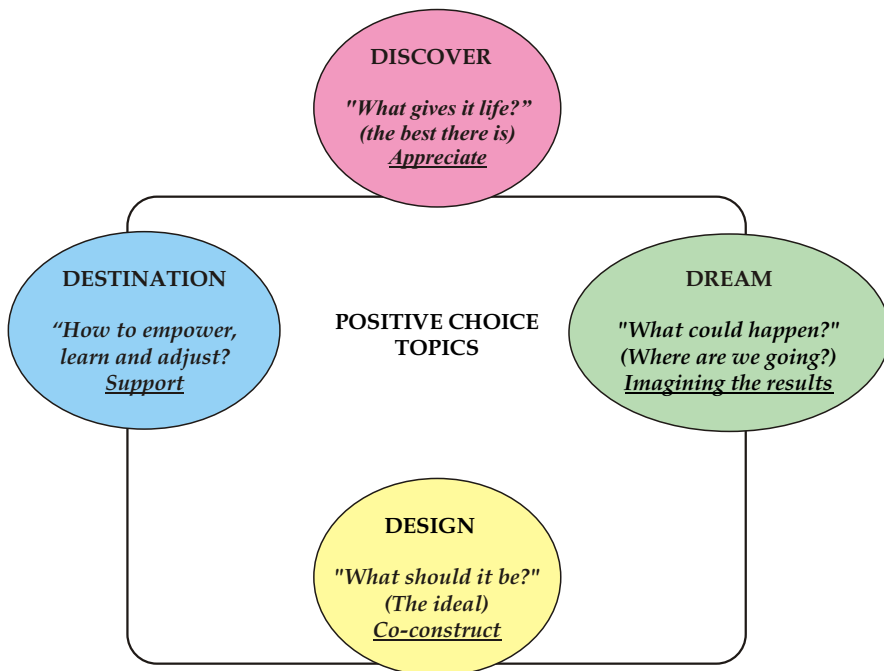 DISCOVER
"What gives it life?”
(the best there is)
Appreciate
DESTINATION
“How to empower,
learn and adjust?
Support
POSITIVE CHOICE
TOPICS
DREAM
"What could happen?"
(Where are we going?)
Imagining the results
DESIGN
"What should it be?"
(The ideal)
Co-construct